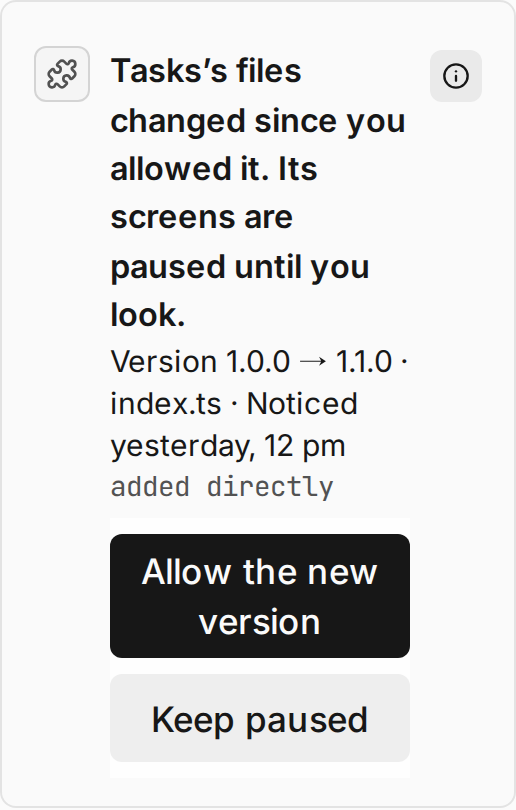 Tasks’s files
changed since you
allowed it. Its
screens are
paused until you
look.
Version 1.0.0 → 1.1.0 ·
index.ts · Noticed
yesterday, 12 pm
added directly
Allow the new
version
Keep paused